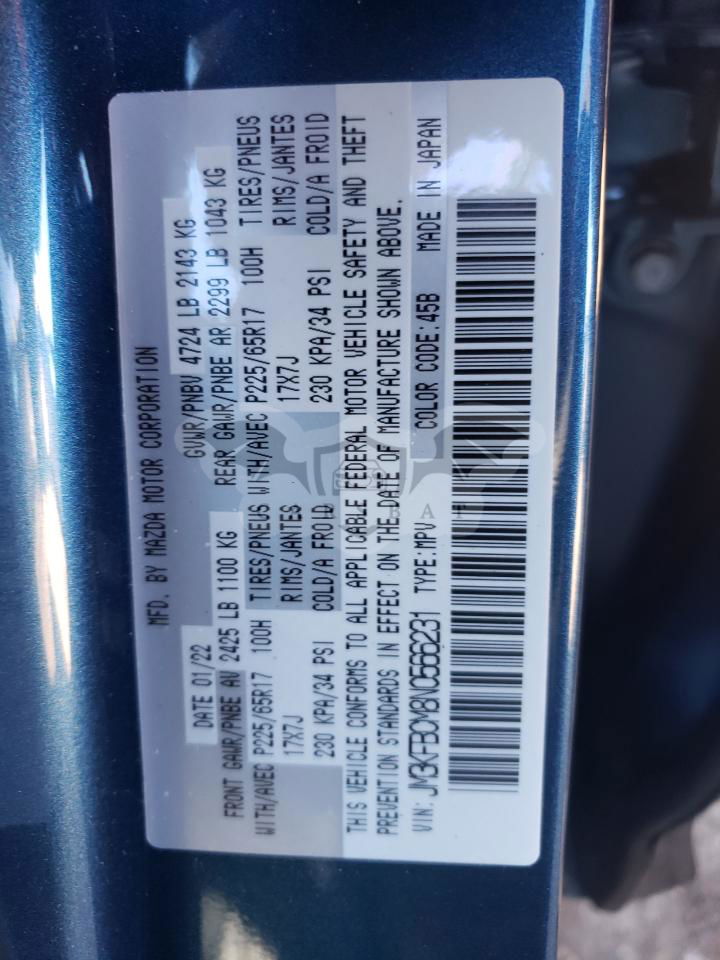 MFD. BY MAZDA MOTOR CORPORATION
DATE 01/22 GVWR/PNBV 4724 LB 2143 KG
FRONT GAWR/PNBE AV 2425 LB 1100 KG REAR GAWR/PNBE AR 2299 LB 1043 KG
WITH/AVEC P225/65R17 100H TIRES/PNEUS WITH/AVEC P225/65R17 100H TIRES/PNEUS
17X7J RIMS/JANTES 17X7J RIMS/JANTES
230 KPA/34 PSI COLD/A FROID 230 KPA/34 PSI COLD/A FROID
THIS VEHICLE CONFORMS TO ALL APPLICABLE FEDERAL MOTOR VEHICLE SAFETY AND THEFT
PREVENTION STANDARDS IN EFFECT ON THE DATE OF MANUFACTURE SHOWN ABOVE.
VIN: JM3KFBCM8N0566231 TYPE:MPV COLOR CODE:45B MADE IN JAPAN